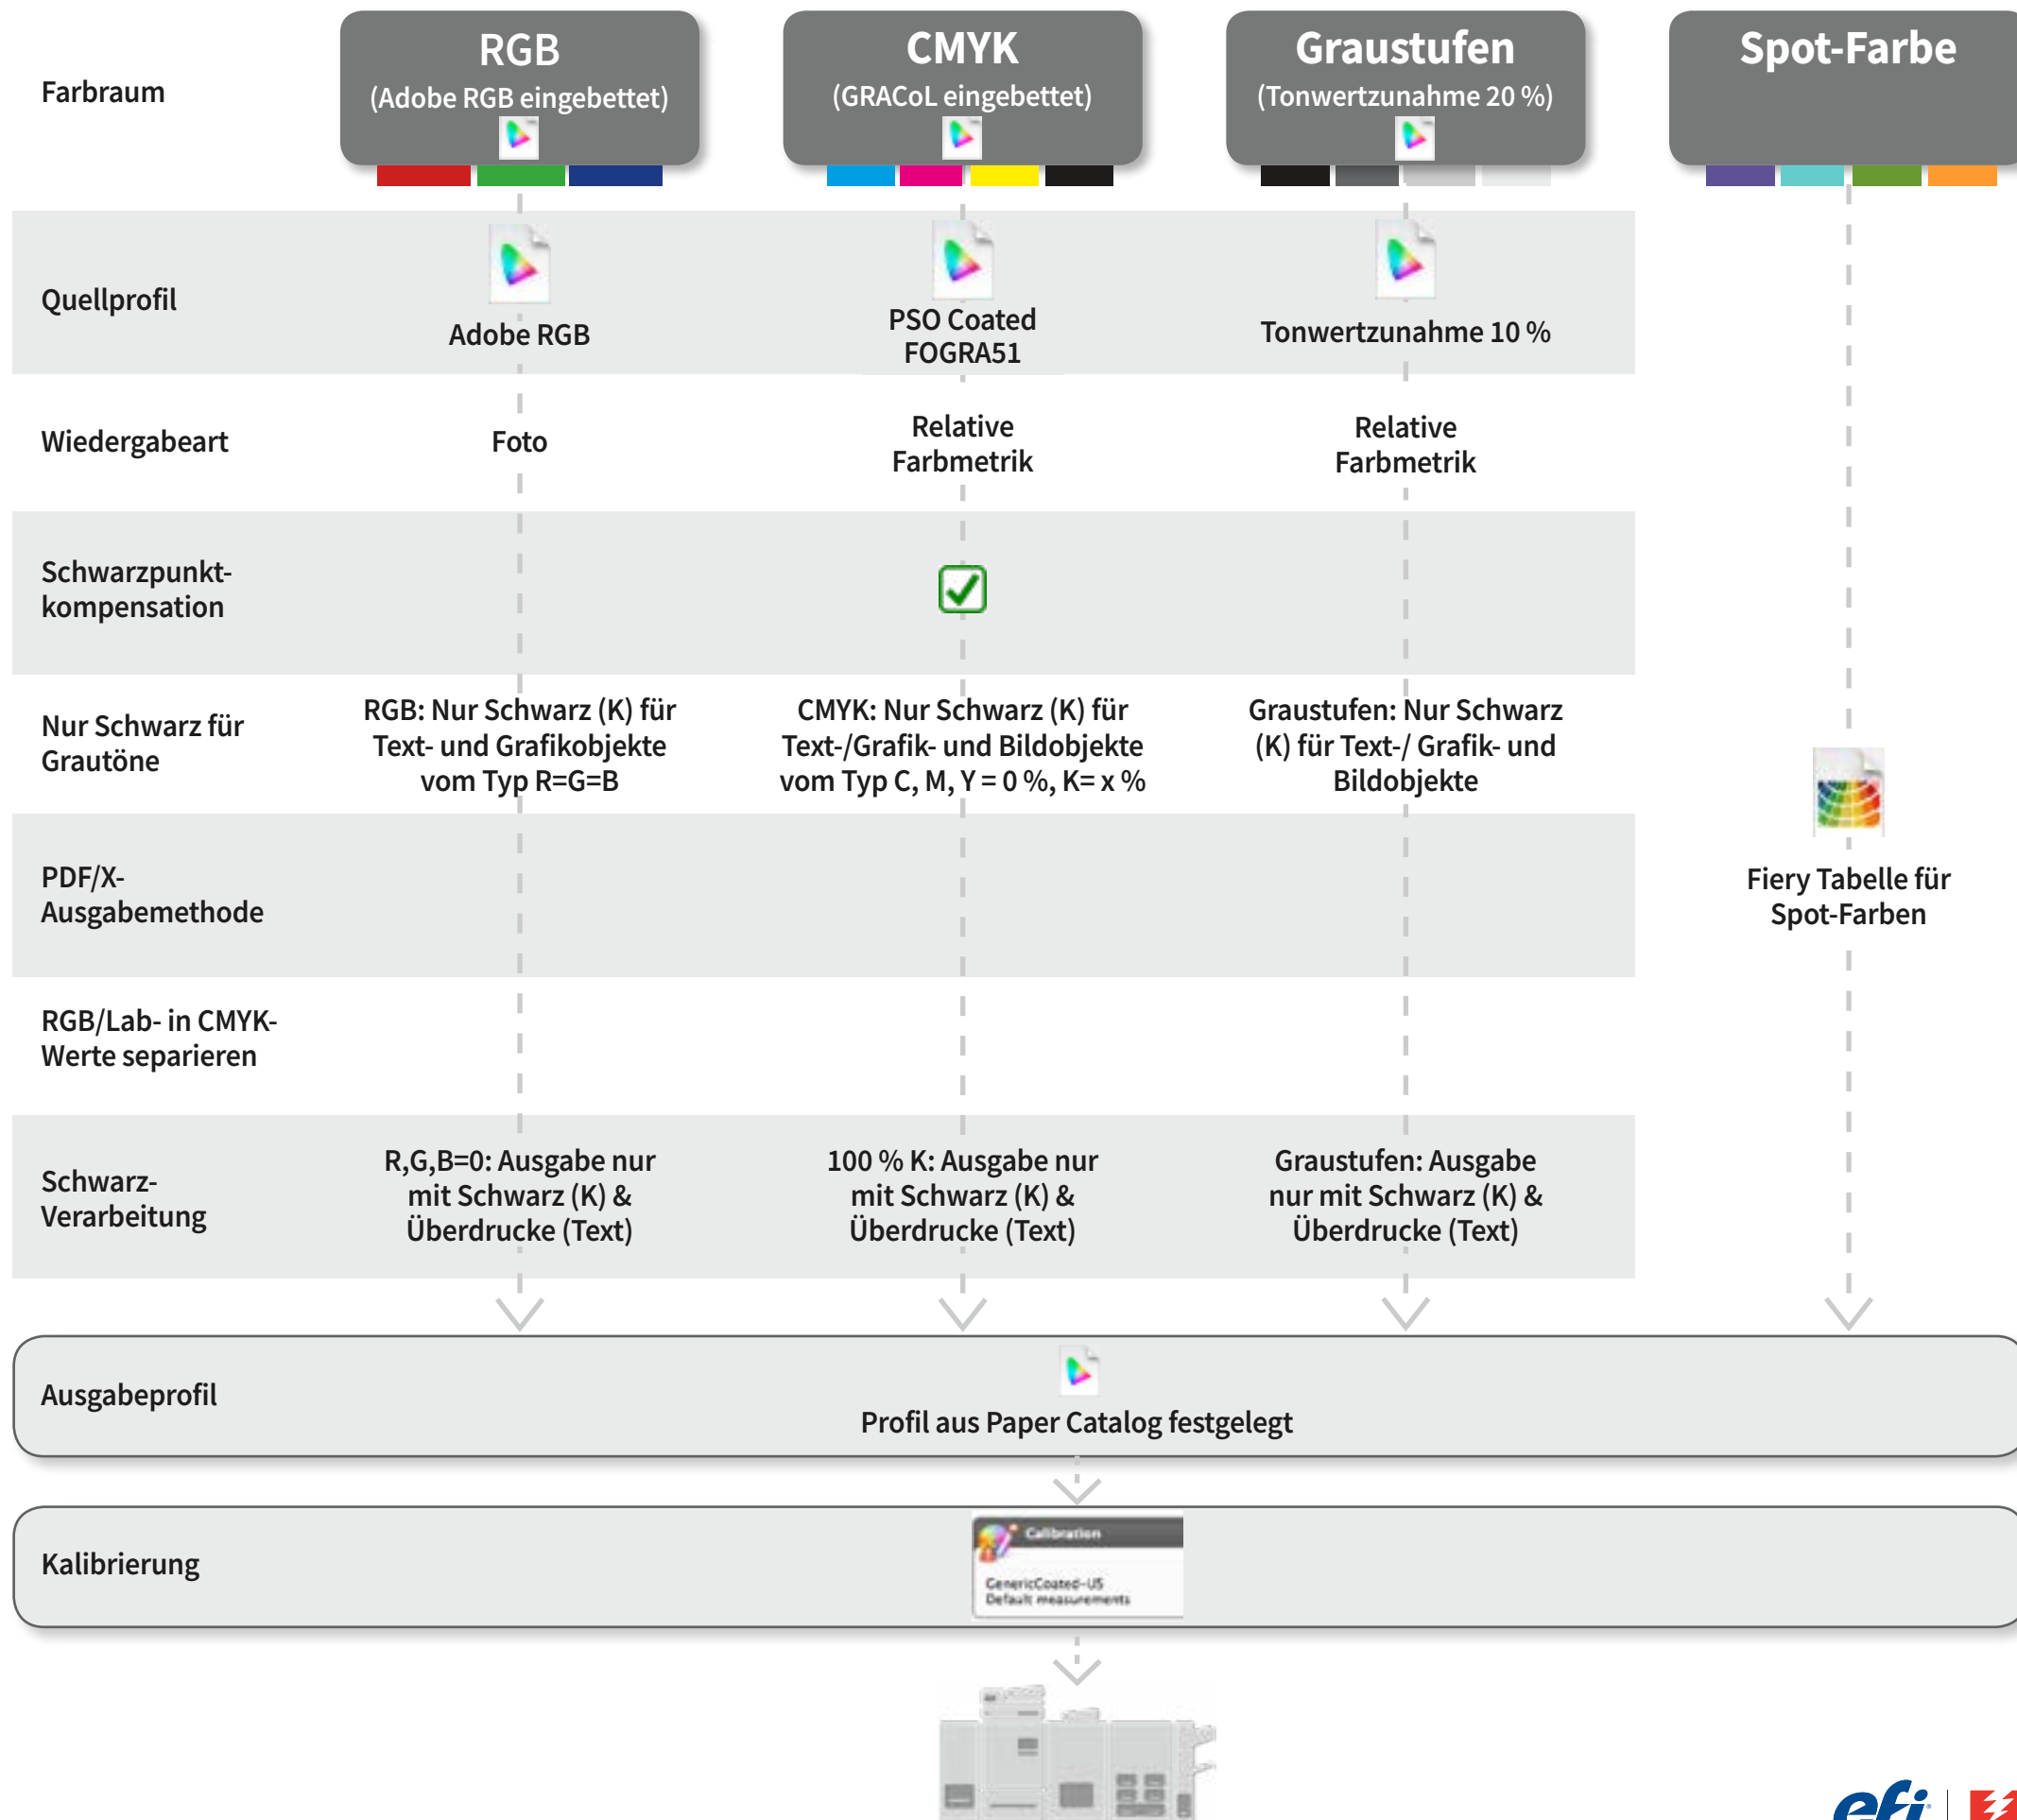 RGB
(Adobe RGB eingebettet)
CMYK
(GRACoL eingebettet)
Graustufen
(Tonwertzunahme 20 %)
Spot-Farbe
Farbraum
Quellprofil
Adobe RGB
PSO Coated
FOGRA51
Tonwertzunahme 10 %
Wiedergabeart
Foto
Relative
Farbmetrik
Relative
Farbmetrik
Schwarzpunkt-
kompensation
Nur Schwarz für
Grautöne
RGB: Nur Schwarz (K) für
Text- und Grafikobjekte
vom Typ R=G=B
CMYK: Nur Schwarz (K) für
Text-/Grafik- und Bildobjekte
vom Typ C, M, Y = 0 %, K= x %
Graustufen: Nur Schwarz
(K) für Text-/ Grafik- und
Bildobjekte
PDF/X-
Ausgabemethode
Fiery Tabelle für
Spot-Farben
RGB/Lab- in CMYK-
Werte separieren
Schwarz-
Verarbeitung
R,G,B=0: Ausgabe nur
mit Schwarz (K) &
Überdrucke (Text)
100 % K: Ausgabe nur
mit Schwarz (K) &
Überdrucke (Text)
Graustufen: Ausgabe
nur mit Schwarz (K) &
Überdrucke (Text)
Ausgabeprofil
Profil aus Paper Catalog festgelegt
Kalibrierung
Calibration
GenericCoated-US
Default measurements
efi